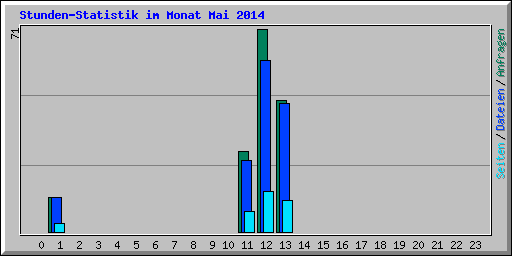 Stunden-Statistik im Monat Mai 2014
71
Seiten/Dateien/Anfragen
0 1 2 3 4 5 6 7 8 9 10 11 12 13 14 15 16 17 18 19 20 21 22 23